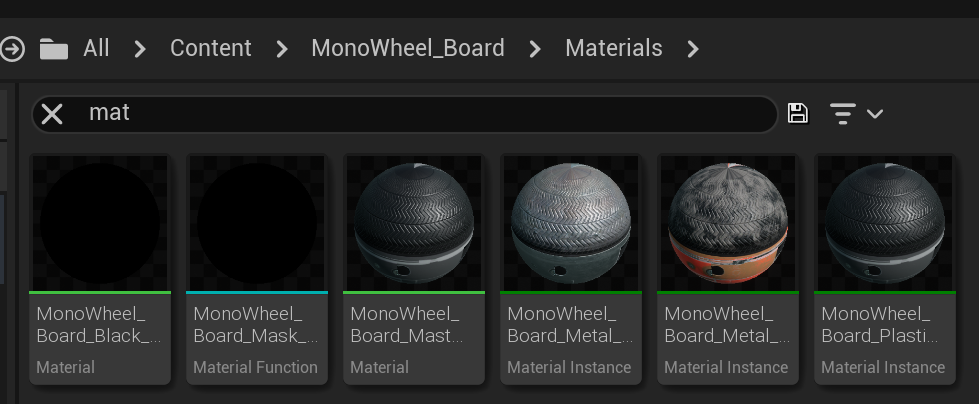 All > Content > MonoWheel_Board > Materials >
mat
MonoWheel_
Board_Black_...
Material
MonoWheel_
Board_Mask_...
Material Function
MonoWheel_
Board_Mast...
Material
MonoWheel_
Board_Metal_...
Material Instance
MonoWheel_
Board_Metal_...
Material Instance
MonoWheel_
Board_Plasti...
Material Instance